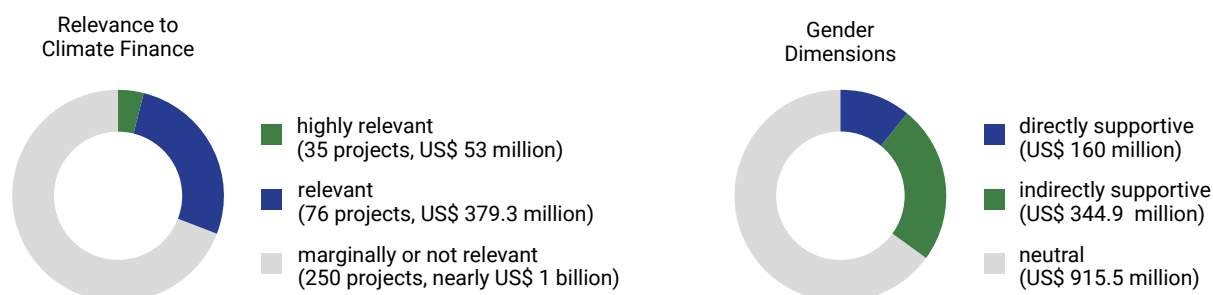 Relevance to
Climate Finance
highly relevant
(35 projects, US$ 53 million)
relevant
(76 projects, US$ 379.3 million)
marginally or not relevant
(250 projects, nearly US$ 1 billion)
Gender
Dimensions
directly supportive
(US$ 160 million)
indirectly supportive
(US$ 344.9  million)
neutral
(US$ 915.5 million)